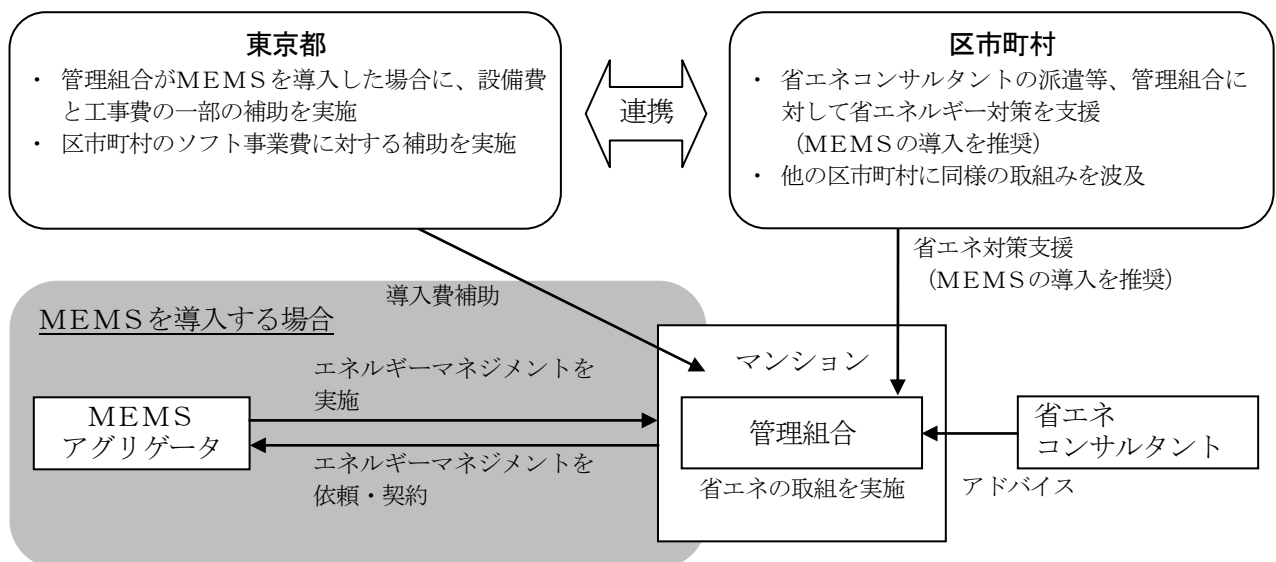 東京都
・ 管理組合がＭＥＭＳを導入した場合に、設備費
と工事費の一部の補助を実施
・ 区市町村のソフト事業費に対する補助を実施
連携
区市町村
・ 省エネコンサルタントの派遣等、管理組合に
対して省エネルギー対策を支援
（ＭＥＭＳの導入を推奨）
・ 他の区市町村に同様の取組みを波及
省エネ対策支援
（ＭＥＭＳの導入を推奨）
導入費補助
ＭＥＭＳを導入する場合
エネルギーマネジメントを
実施
ＭＥＭＳ
アグリゲータ
エネルギーマネジメントを
依頼・契約
マンション
管理組合
省エネの取組を実施
省エネ
コンサルタント
アドバイス